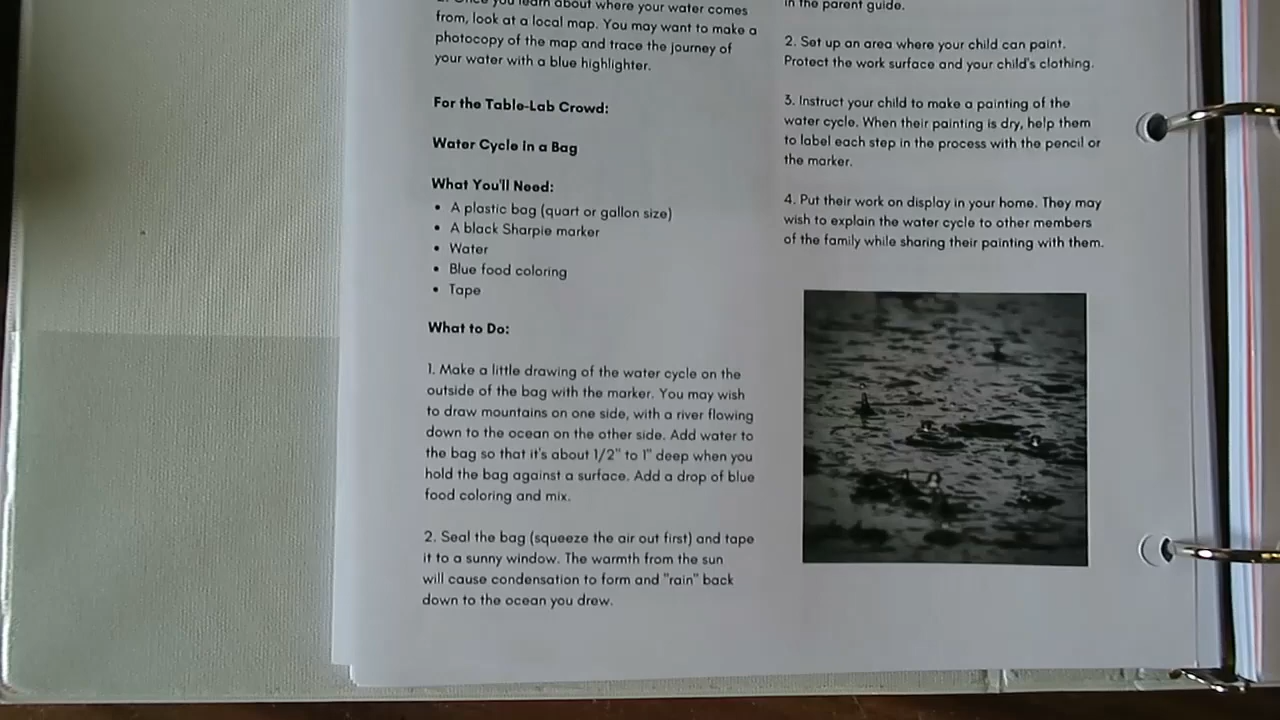 2. Once you learn about where your water comes
from, look at a local map. You may want to make a
photocopy of the map and trace the journey of
your water with a blue highlighter.
For the Table-Lab Crowd:
Water Cycle in a Bag
What You'll Need:
• A plastic bag (quart or gallon size)
• A black Sharpie marker
• Water
• Blue food coloring
• Tape
What to Do:
1. Make a little drawing of the water cycle on the
outside of the bag with the marker. You may wish
to draw mountains on one side, with a river flowing
down to the ocean on the other side. Add water to
the bag so that it's about 1/2" to 1" deep when you
hold the bag against a surface. Add a drop of blue
food coloring and mix.
2. Seal the bag (squeeze the air out first) and tape
it to a sunny window. The warmth from the sun
will cause condensation to form and "rain" back
down to the ocean you drew.
in the parent guide.
2. Set up an area where your child can paint.
Protect the work surface and your child's clothing.
3. Instruct your child to make a painting of the
water cycle. When their painting is dry, help them
to label each step in the process with the pencil or
the marker.
4. Put their work on display in your home. They may
wish to explain the water cycle to other members
of the family while sharing their painting with them.